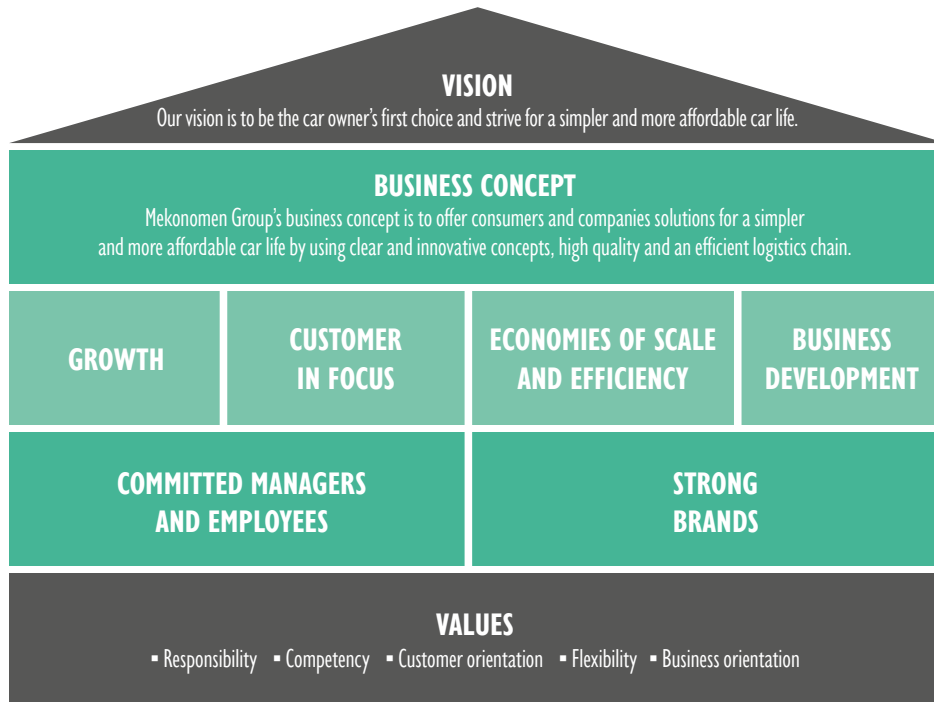 VISION
Our vision is to be the car owner's first choice and strive for a simpler and more affordable car life.
BUSINESS CONCEPT
Mekonomen Group's business concept is to offer consumers and companies solutions for a simpler
and more affordable car life by using clear and innovative concepts, high quality and an efficient logistics chain.
GROWTH
CUSTOMER
IN FOCUS
ECONOMIES OF SCALE
AND EFFICIENCY
BUSINESS
DEVELOPMENT
COMMITTED MANAGERS
AND EMPLOYEES
STRONG
BRANDS
VALUES
▪ Responsibility ▪ Competency ▪ Customer orientation ▪ Flexibility ▪ Business orientation